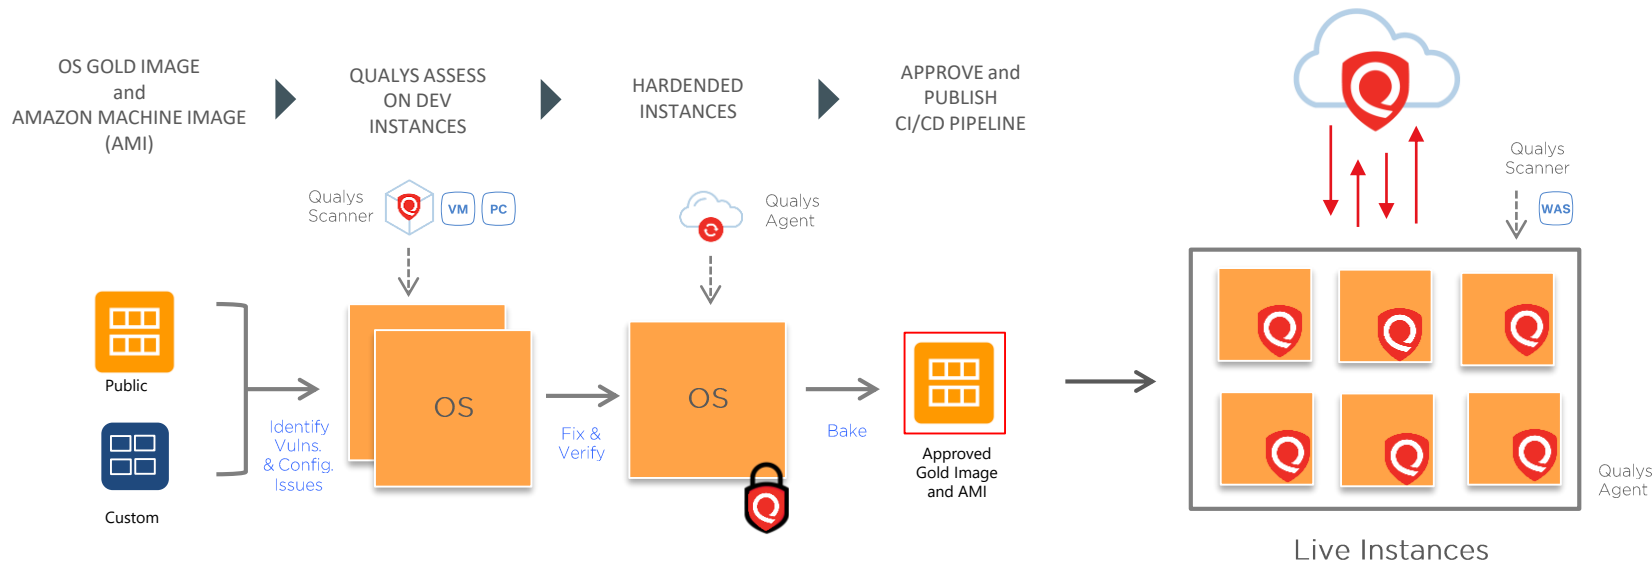 OS GOLD IMAGE
and
AMAZON MACHINE IMAGE
(AMI)
QUALYS ASSESS
ON DEV
INSTANCES
HARDENDED
INSTANCES
APPROVE and
PUBLISH
CI/CD PIPELINE
Qualys
Scanner
VM
PC
Qualys
Agent
Qualys
Scanner
WAS
Public
Custom
Identify
Vulns.
& Config.
Issues
OS
Fix &
Verify
OS
Bake
Approved
Gold Image
and AMI
Qualys
Agent
Live Instances